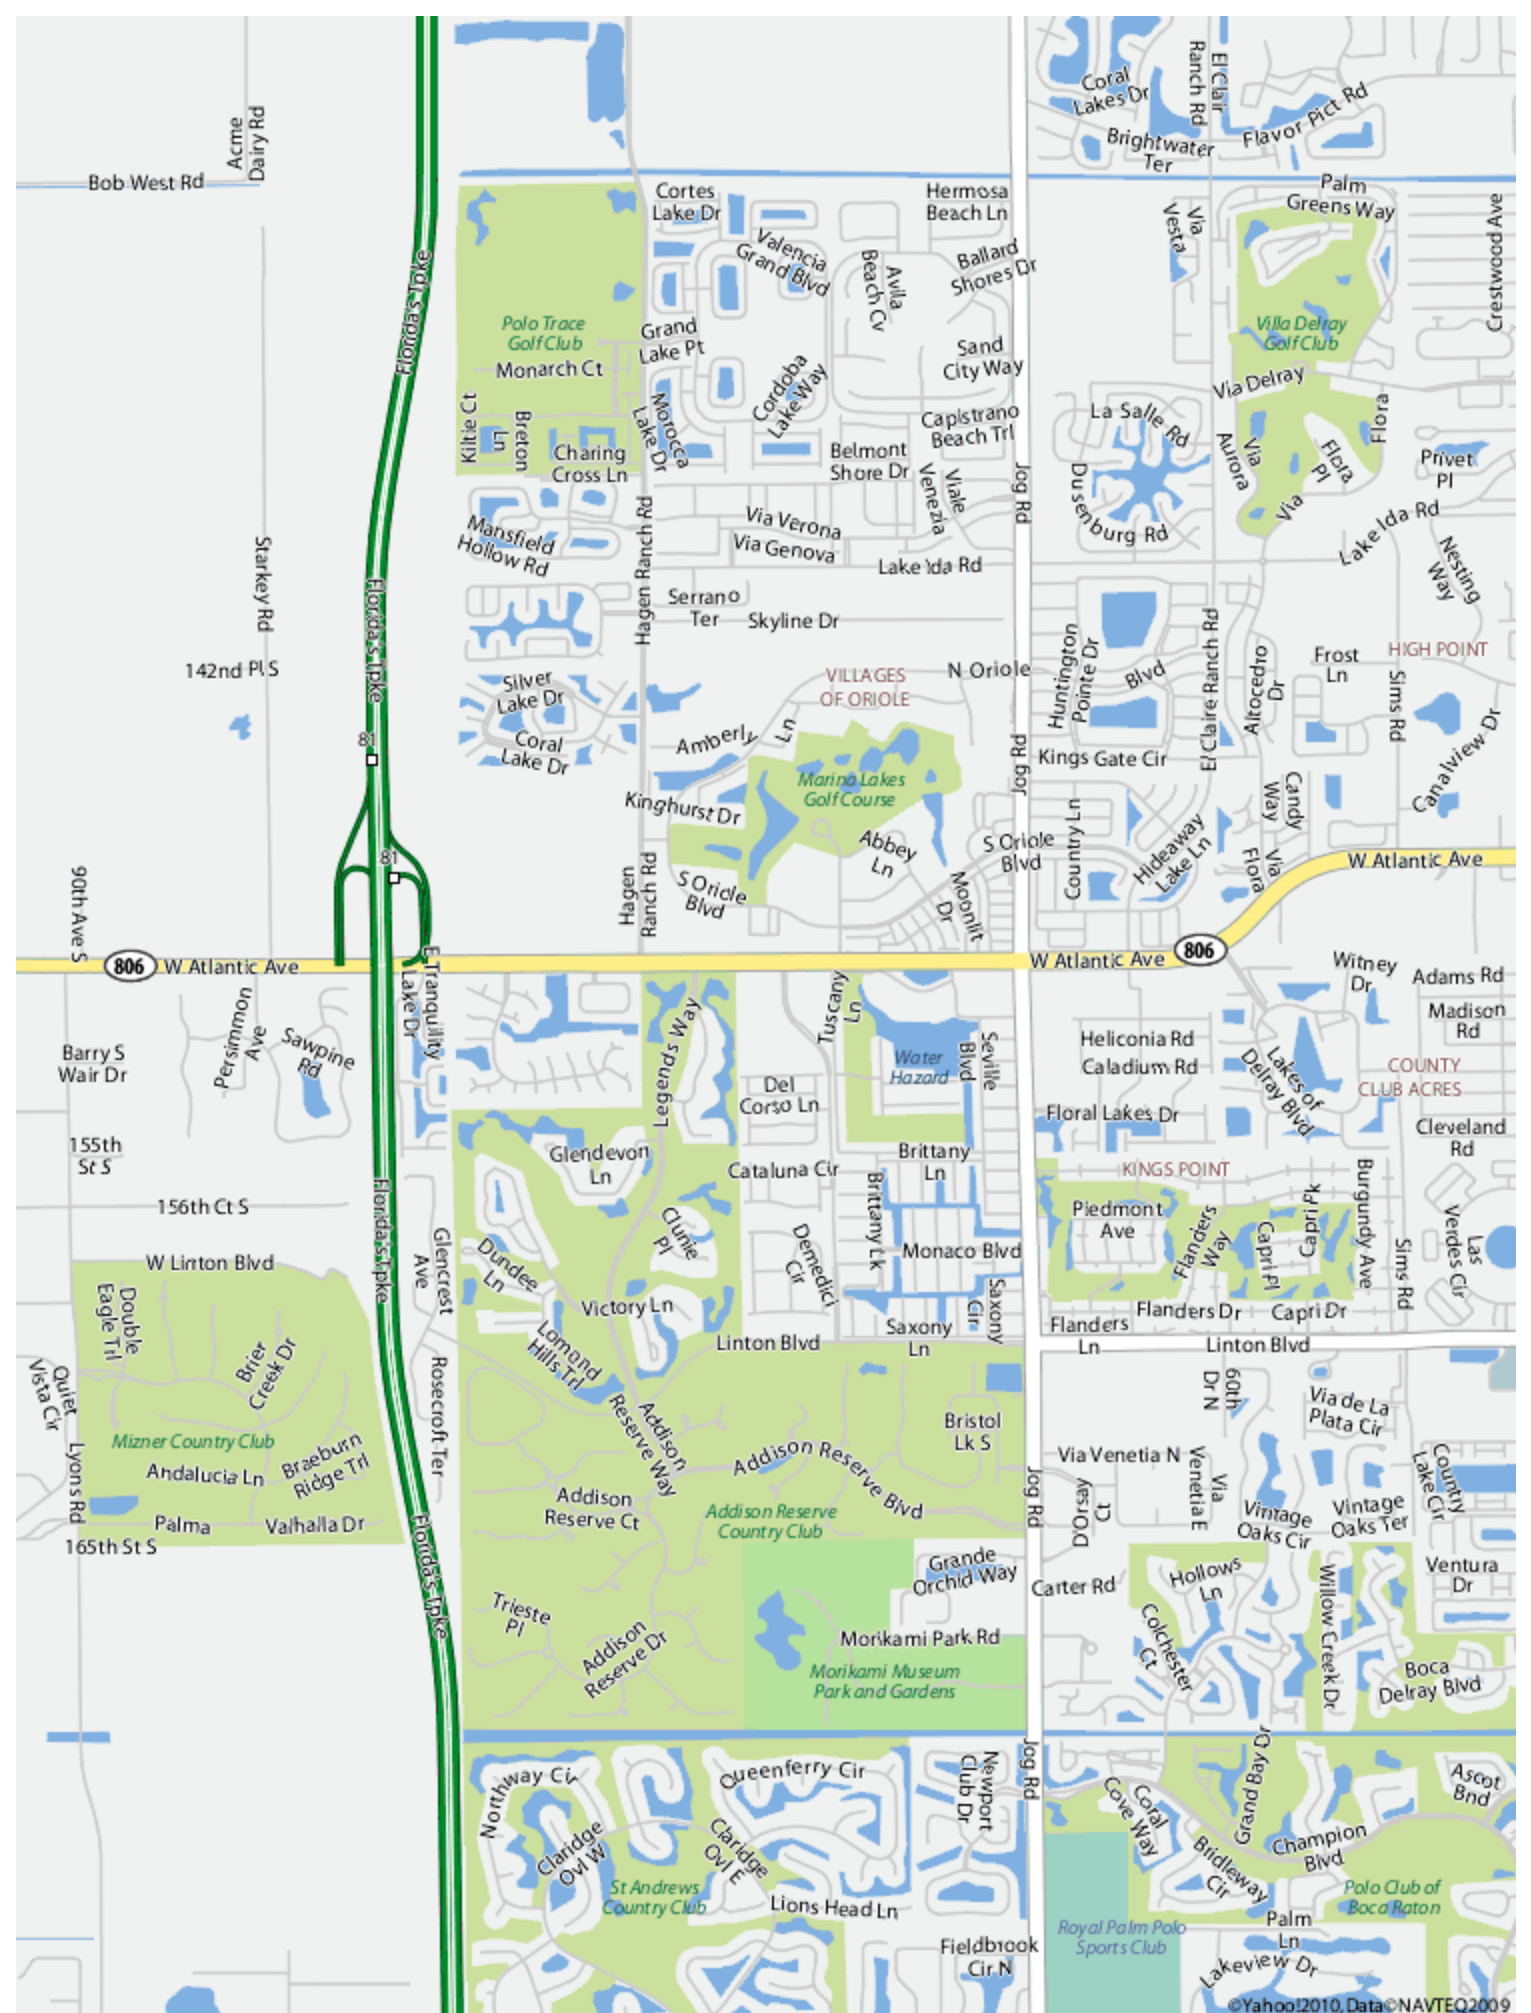 Coral
Lakes Dr
El Clair
Ranch Rd
Flavor Pict Rd
Brightwater
Ter
Acme
Dairy Rd
Bob West Rd
Cortes
Lake Dr
Hermosa
Beach Ln
Palm
Greens Way
Via
Vesta
Crestwood Ave
Valencia
Grand Blvd
Avila
Beach Cv
Ballard
Shores Dr
Florida's Tpke
Polo Trace
Golf Club
Grand
Lake Pt
Villa Delray
Golf Club
Monarch Ct
Sand
City Way
Cordoba
Lake Way
Via Delray
Kiltie Ct
Breton
Ln
Morocca
Lake Dr
Capistrano
Beach Trl
La Salle Rd
Flora
Charing
Cross Ln
Belmont
Shore Dr
Via
Aurora
Flora
Pl
Privet
Pl
Viale
Venezia
Jog Rd
Dusenburg Rd
Via
Mansfield
Hollow Rd
Via Verona
Via Genova
Lake Ida Rd
Lake Ida Rd
Nesting
Way
Starkey Rd
Florida's Tpke
Hagen Ranch Rd
Serrano
Ter
Skyline Dr
142nd Pl S
Silver
Lake Dr
VILLAGES
OF ORIOLE
N Oriole
Huntington
Pointe Dr
Blvd
El Claire Ranch Rd
Altocedro
Dr
Frost
Ln
HIGH POINT
Sims Rd
Canalview Dr
81
Coral
Lake Dr
Amberly
Ln
Jog Rd
Kings Gate Cir
Marina Lakes
Golf Course
Kinghurst Dr
Candy
Way
Country Ln
Hideaway
Lake Ln
81
Abbey
Ln
S Oriole
Blvd
Via
Flora
W Atlantic Ave
90th Ave S
Hagen
Ranch Rd
S Oriole
Blvd
Moonlit
Dr
806
W Atlantic Ave
W Atlantic Ave
806
E Tranquility
Lake Dr
Witney
Dr
Adams Rd
Persimmon
Ave
Sawpine
Rd
Legends Way
Tuscany
Ln
Madison
Rd
Barry S
Wair Dr
Water
Hazard
Seville
Blvd
Heliconia Rd
Caladium Rd
Lakes of
Delray Blvd
COUNTY
CLUB ACRES
Del
Corso Ln
Floral Lakes Dr
Cleveland
Rd
155th
St S
Glendevon
Ln
Cataluna Cir
Brittany
Ln
KINGS POINT
156th Ct S
Florida's Tpke
Clunie
Pl
Brittany Lk
Piedmont
Ave
Flanders
Way
Capri Pl
Capri Pk
Burgundy Ave
Las
Verdes Cir
W Linton Blvd
Glencrest
Ave
Dundee
Ln
Demedici
Cir
Monaco Blvd
Sims Rd
Double
Eagle Trl
Victory Ln
Saxony
Cir
Flanders Dr
Capri Dr
Brier
Creek Dr
Lomond
Hills Trl
Linton Blvd
Saxony
Ln
Flanders
Ln
Linton Blvd
Quiet
Vista Cir
Rosecroft Ter
60th
Dr N
Via de La
Plata Cir
Addison
Reserve Way
Bristol
Lk S
Mizner Country Club
Lyons Rd
Andalucia Ln
Braeburn
Ridge Trl
Addison Reserve Blvd
Via Venetia N
Via
Venetia E
Country
Lake Cir
Jog Rd
D'Orsay
Ct
Addison
Reserve Ct
Addison Reserve
Country Club
Vintage
Oaks Cir
Vintage
Oaks Ter
Palma
Valhalla Dr
165th St S
Florida's Tpke
Grande
Orchid Way
Carter Rd
Hollows
Ln
Ventura
Dr
Willow Creek Dr
Trieste
Pl
Addison
Reserve Dr
Morikami Park Rd
Morikami Museum
Park and Gardens
Colchester
Ct
Boca
Delray Blvd
Northway Cir
Queenferry Cir
Newport
Club Dr
Jog Rd
Grand Bay Dr
Ascot
Bnd
Claridge
Ovl W
Claridge
Ovl E
Coral
Cove Way
Champion
Blvd
Bridleway
Cir
St Andrews
Country Club
Lions Head Ln
Polo Club of
Boca Raton
Royal Palm Polo
Sports Club
Palm
Ln
Fieldbrook
Cir N
Lakeview Dr
©Yahoo!2010, Data©NAVTEQ2009